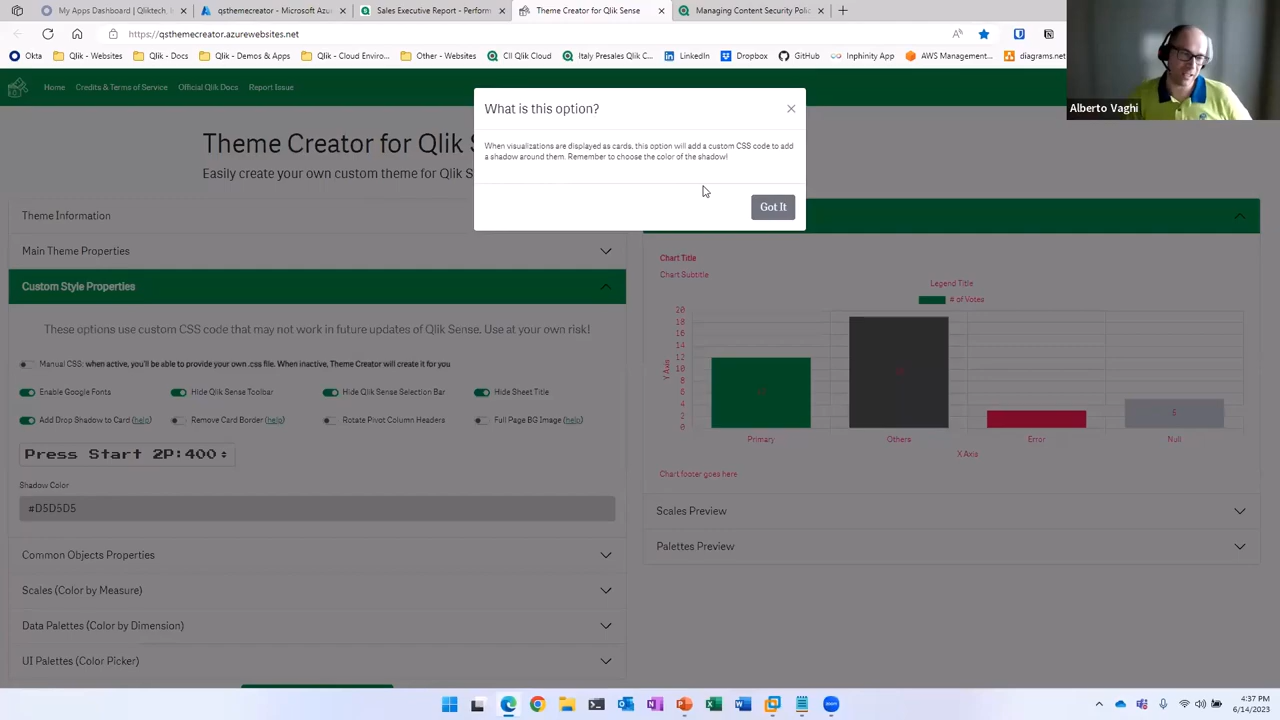 My Apps Dashboard | Qliktech, I
Microsoft Azur
Sales Executive Report - Perform
Theme Creator for Qlik Sense
Managing Content Security Polic
https://qsthemecreator.azurewebsites.net
Okta
Qlik - Websites
Qlik - Docs
Qlik - Demos & Apps
Other - Websites
CII Qlik Cloud
Italy Presales Qlik C...
LinkedIn
Dropbox
GitHub
Inphinity App
AWS Management...
diagrams.net
Alberto Vaghi
Home
Credits & Terms of Service
Official Qlik Docs
Report Issue
What is this option?
When visualizations are displayed as cards, this option will add a custom CSS code to add
a shadow around them. Remember to choose the color of the shadow!
Got It
Theme Creator for Qlik S
Easily create your own custom theme for Qlik S
Theme Information
Main Theme Properties
Custom Style Properties
These options use custom CSS code that may not work in future updates of Qlik Sense. Use at your own risk!
Manual CSS: when active, you'll be able to provide your own .css file. When inactive, Theme Creator will create it for you
Enable Google Fonts
Hide Qlik Sense Toolbar
Hide Qlik Sense Selection Bar
Hide Sheet Title
Add Drop Shadow to Card (help)
Remove Card Border (help)
Rotate Pivot Column Headers
Full Page BG Image (help)
Press Start 2P:400
Shadow Color
#D5D5D5
Common Objects Properties
Scales (Color by Measure)
Data Palettes (Color by Dimension)
UI Palettes (Color Picker)
Chart Title
Chart Subtitle
Legend Title
# of Votes
20
18
16
14
12
10
8
6
4
2
0
Y Axis
5
Primary
Others
Error
Null
X Axis
Chart footer goes here
Scales Preview
Palettes Preview
4:37 PM
6/14/2023